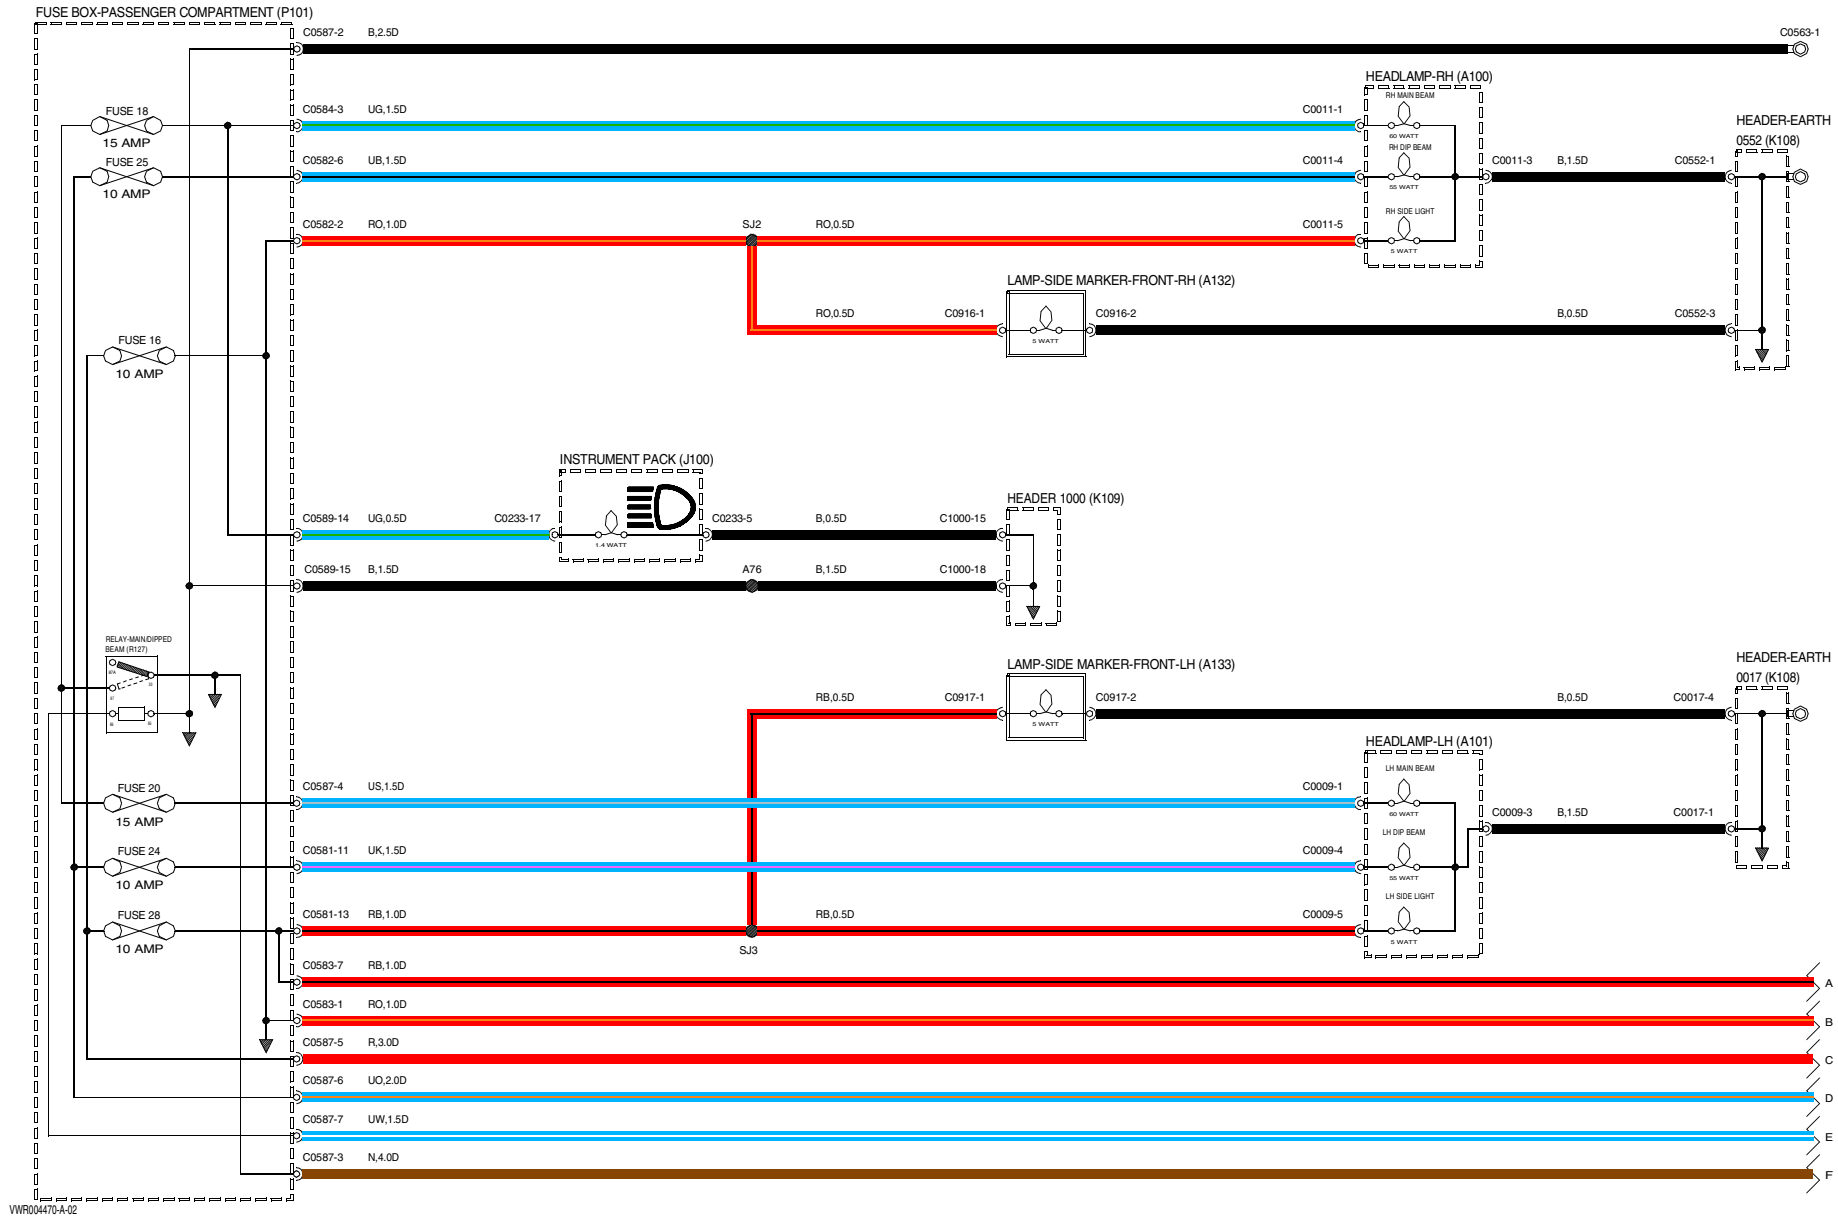 FUSE BOX-PASSENGER COMPARTMENT (P101)
C0587-2 B,2.5D C0563-1
HEADLAMP-RH (A100)
RH MAIN BEAM
FUSE 18 C0584-3 UG,1.5D C0011-1
15 AMP 60 WATT
HEADER-EARTH
0552 (K108)
RH DIP BEAM
FUSE 25 C0582-6 UB,1.5D C0011-4 C0011-3 B,1.5D C0552-1
10 AMP 55 WATT
RH SIDE LIGHT
C0582-2 RO,1.0D SJ2 RO,0.5D C0011-5
5 WATT
LAMP-SIDE MARKER-FRONT-RH (A132)
RO,0.5D C0916-1 C0916-2 B,0.5D C0552-3
5 WATT
FUSE 16
10 AMP
INSTRUMENT PACK (J100)
HEADER 1000 (K109)
C0589-14 UG,0.5D C0233-17 C0233-5 B,0.5D C1000-15
1.4 WATT
C0589-15 B,1.5D A76 B,1.5D C1000-18
RELAY-MAIN/DIPPED
BEAM (R127)
HEADER-EARTH
0017 (K108)
LAMP-SIDE MARKER-FRONT-LH (A133)
RB,0.5D C0917-1 C0917-2 B,0.5D C0017-4
5 WATT
HEADLAMP-LH (A101)
LH MAIN BEAM
FUSE 20 C0587-4 US,1.5D C0009-1
15 AMP 60 WATT
C0009-3 B,1.5D C0017-1
LH DIP BEAM
FUSE 24 C0581-11 UK,1.5D C0009-4
10 AMP 55 WATT
LH SIDE LIGHT
FUSE 28 C0581-13 RB,1.0D RB,0.5D C0009-5
10 AMP SJ3 5 WATT
C0583-7 RB,1.0D A
C0583-1 RO,1.0D B
C0587-5 R,3.0D C
C0587-6 UO,2.0D D
C0587-7 UW,1.5D E
C0587-3 N,4.0D F
VWR004470-A-02